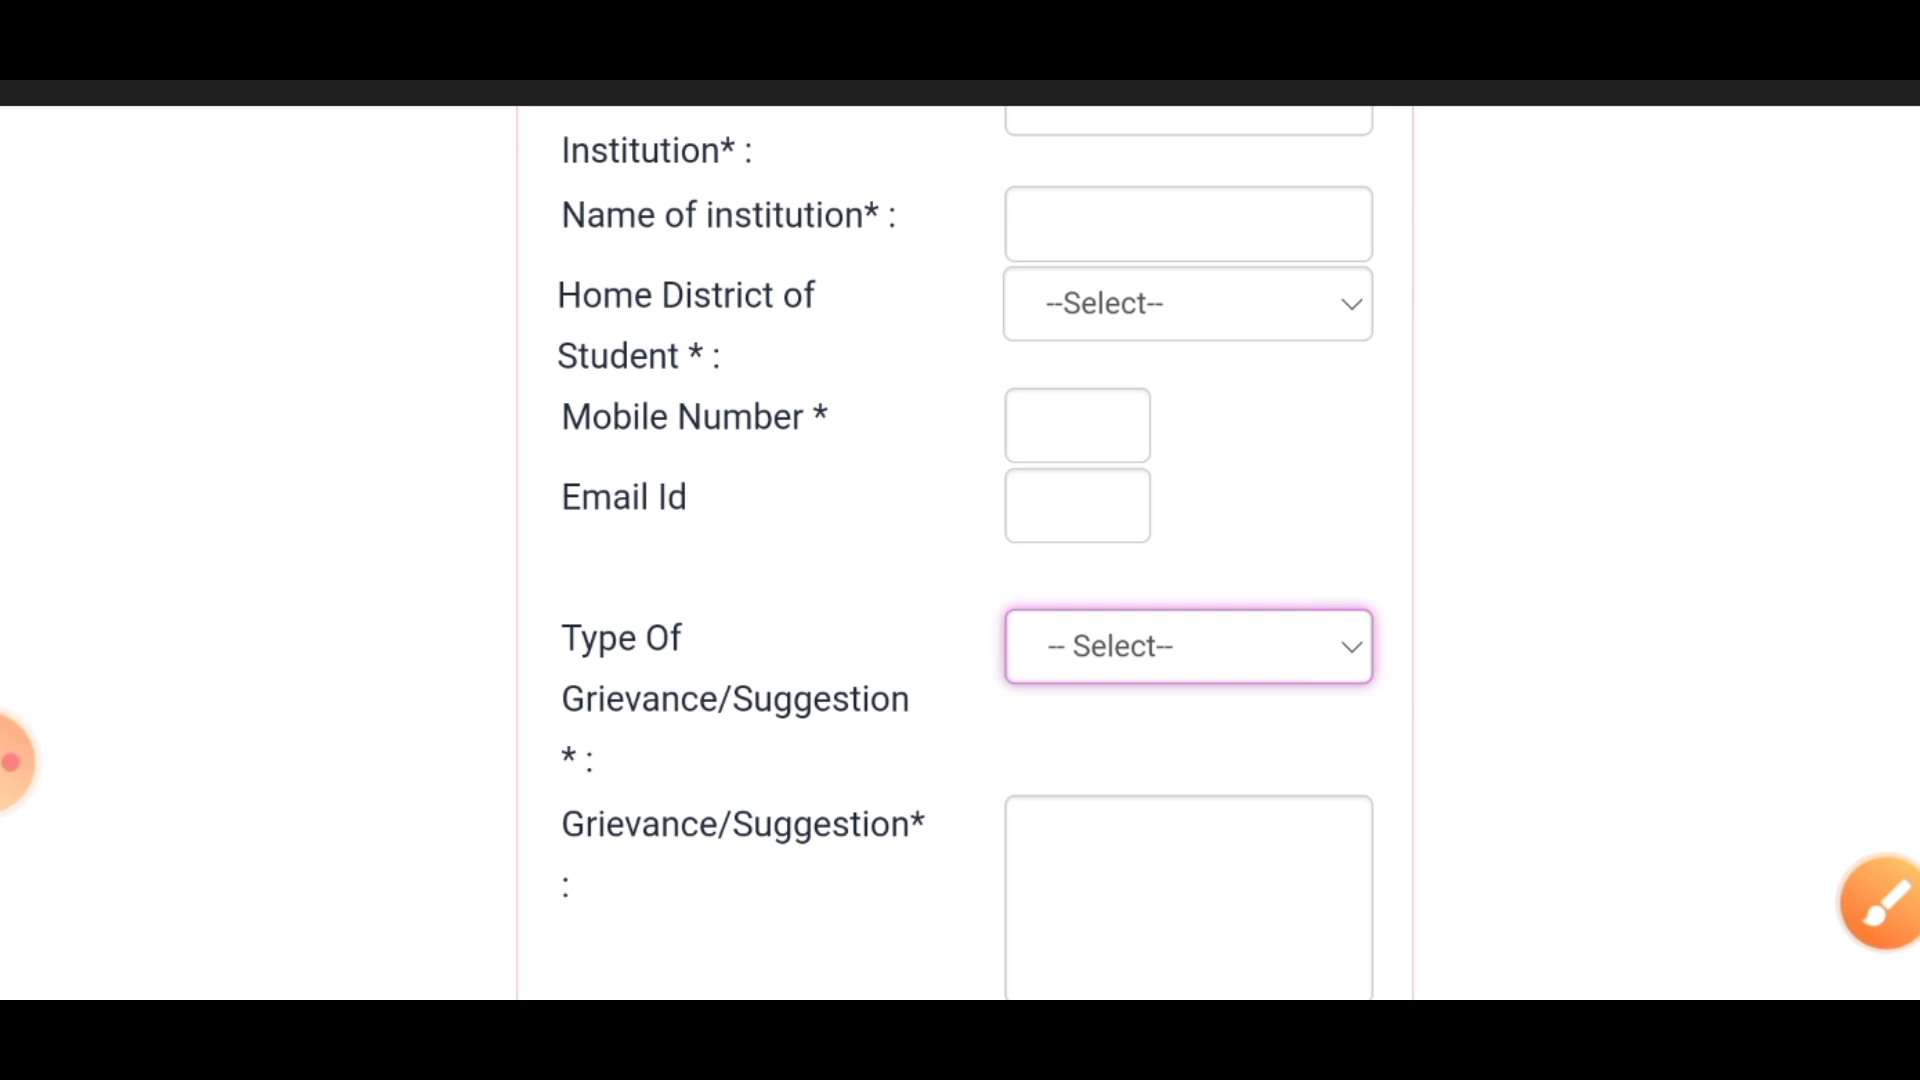 Institution* :
Name of institution* :
Home District of
--Select--
Student * :
Mobile Number *
Email Id
Type Of
-- Select--
Grievance/Suggestion
* :
Grievance/Suggestion*
: